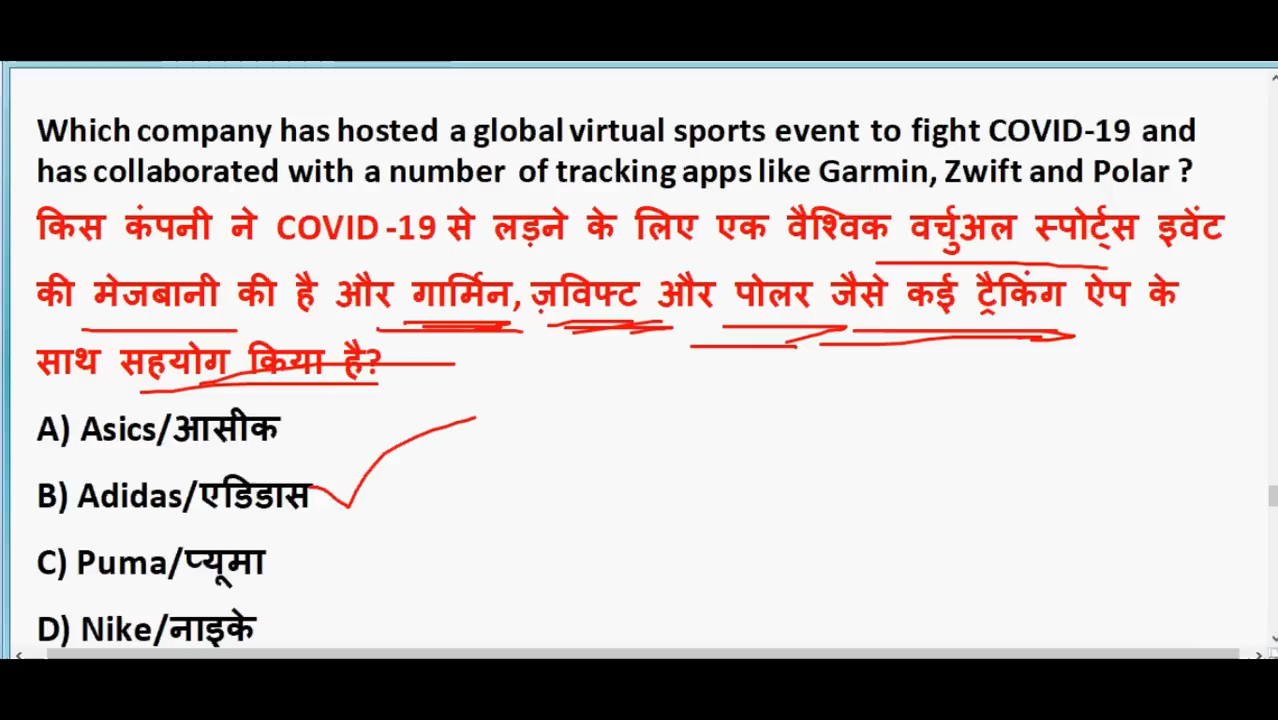 Which company has hosted a global virtual sports event to fight COVID-19 and
has collaborated with a number of tracking apps like Garmin, Zwift and Polar ?
किस कंपनी ने COVID -19 से लड़ने के लिए एक वैश्विक वर्चुअल स्पोर्ट्स इवेंट
की मेजबानी की है और गार्मिन, ज़विफ्ट और पोलर जैसे कई ट्रैकिंग ऐप के
साथ सहयोग किया है?
A) Asics/आसीक
B) Adidas/एडिडास
C) Puma/प्यूमा
D) Nike/नाइके